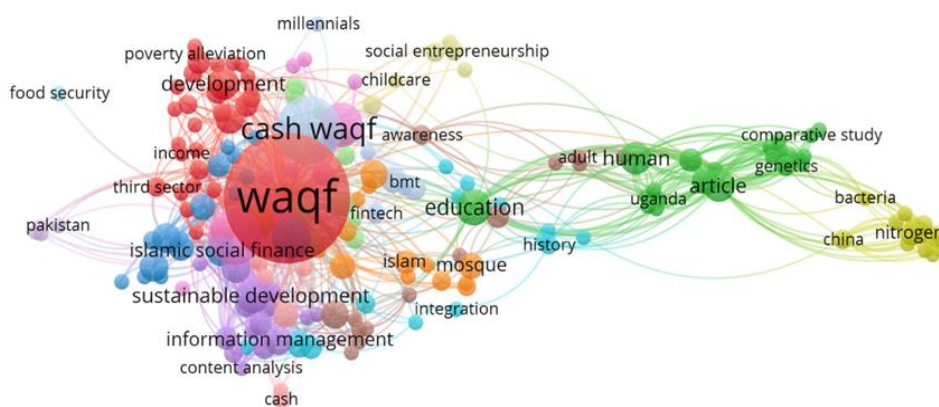 millennials
poverty alleviation
social entrepreneurship
development
childcare
food security
cash waqf
awareness
comparative study
income
adult
human
genetics
third sector
waqf
bmt
article
uganda
bacteria
fintech
education
pakistan
china
nitrogen
islamic social finance
history
islam
mosque
sustainable development
integration
information management
content analysis
cash